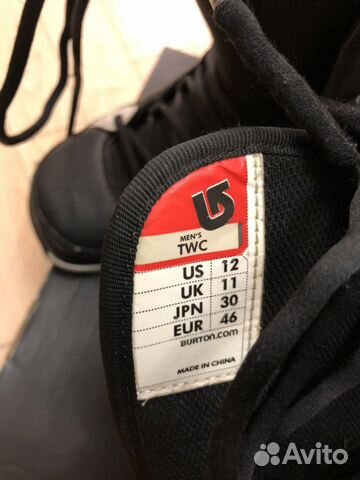 MEN'S
TWC
US 12
UK 11
JPN 30
EUR 46
BURTON.COM
MADE IN CHINA
Avito